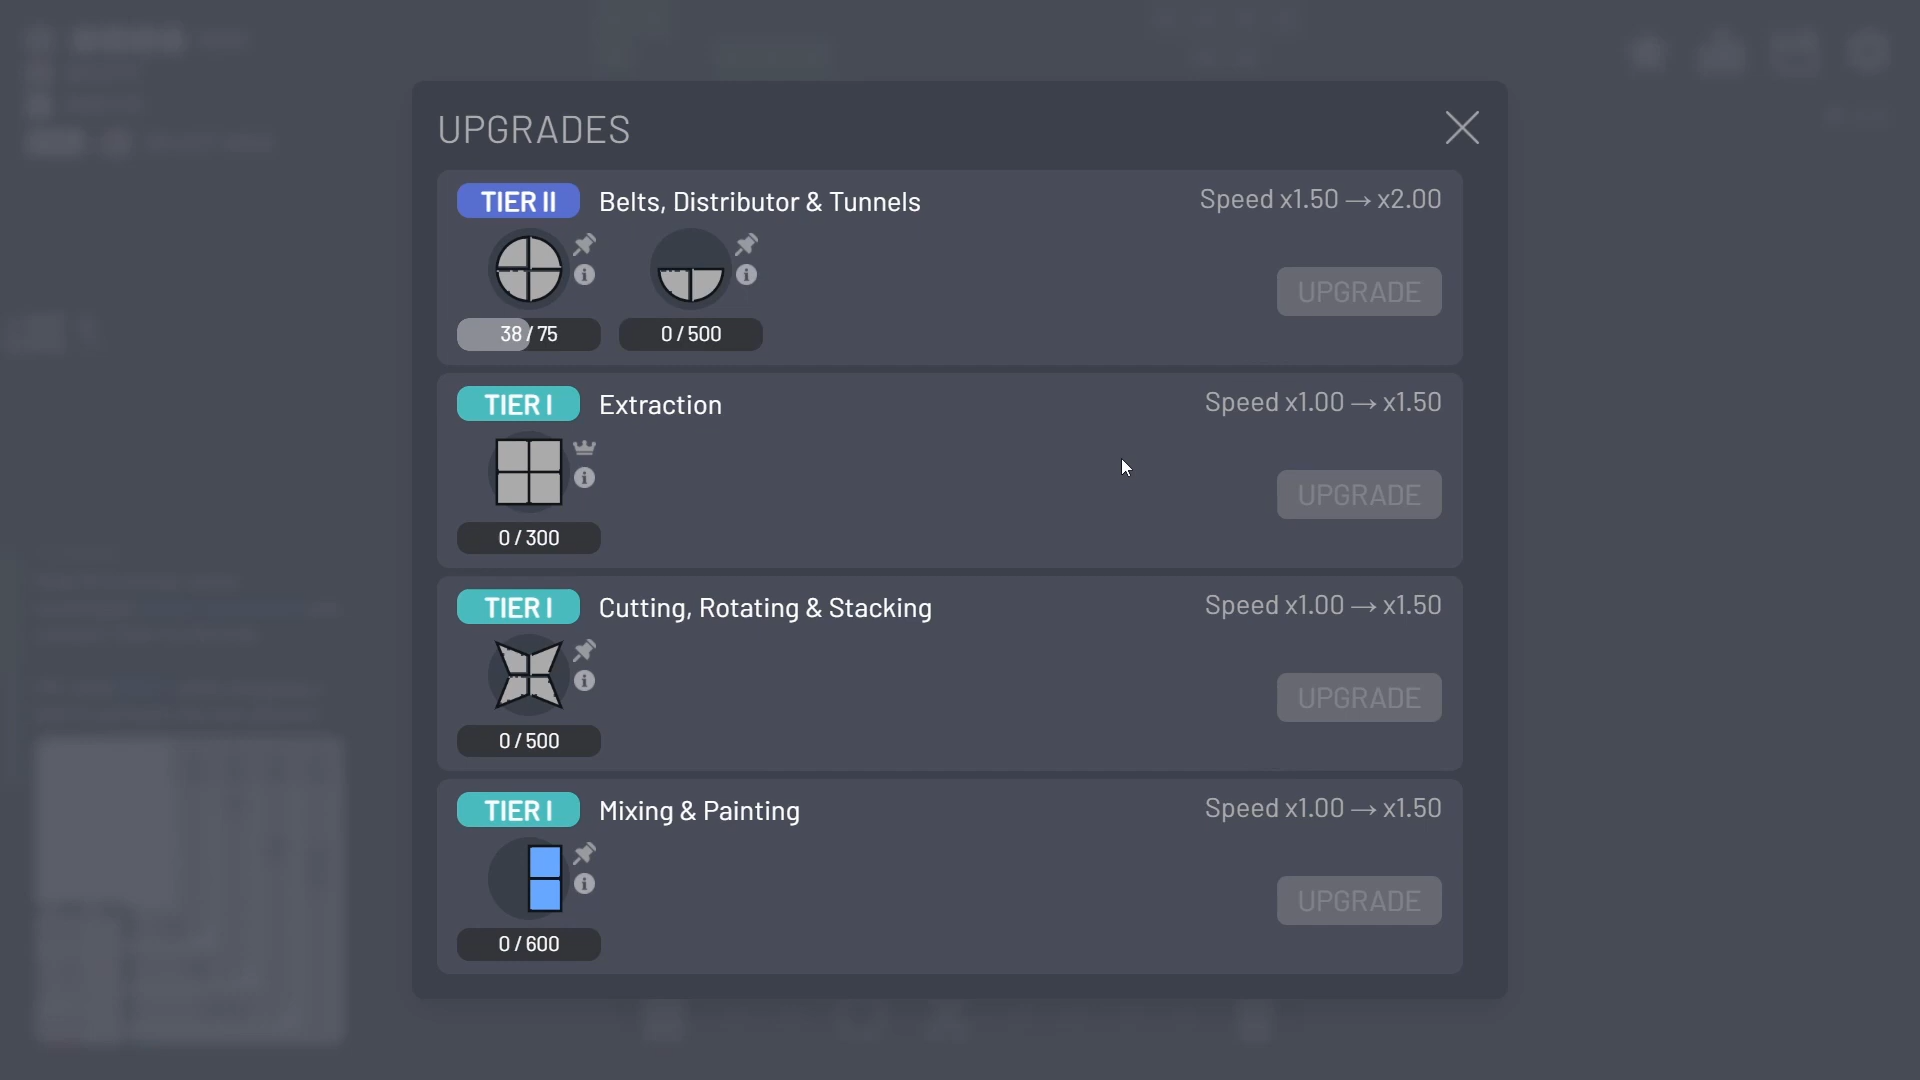 UPGRADES
TIER II Belts, Distributor & Tunnels Speed x1.50 → x2.00
UPGRADE
38 / 75 0 / 500
TIER I Extraction Speed x1.00 → x1.50
UPGRADE
0 / 300
TIER I Cutting, Rotating & Stacking Speed x1.00 → x1.50
UPGRADE
0 / 500
TIER I Mixing & Painting Speed x1.00 → x1.50
UPGRADE
0 / 600